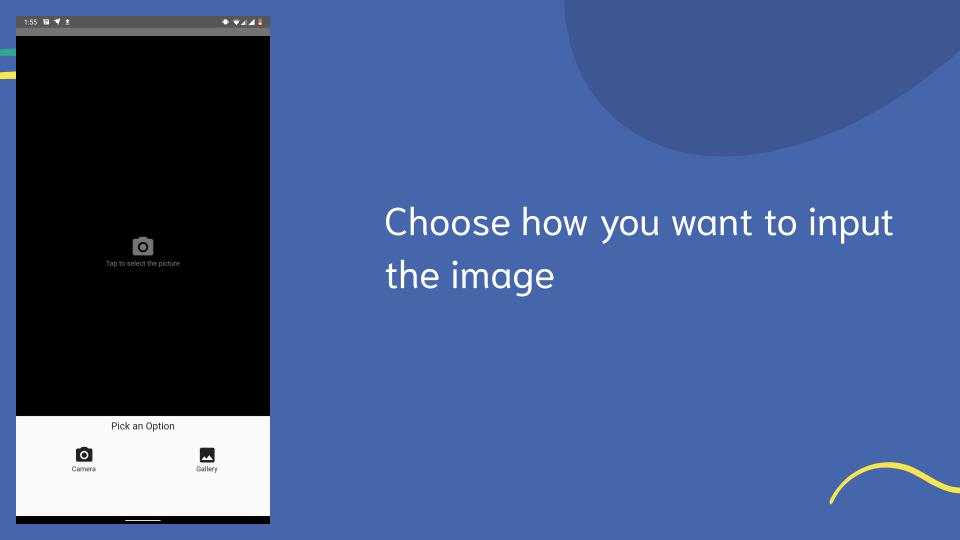 1:55
Tap to select the picture
Pick an Option
Camera
Gallery
Choose how you want to input
the image